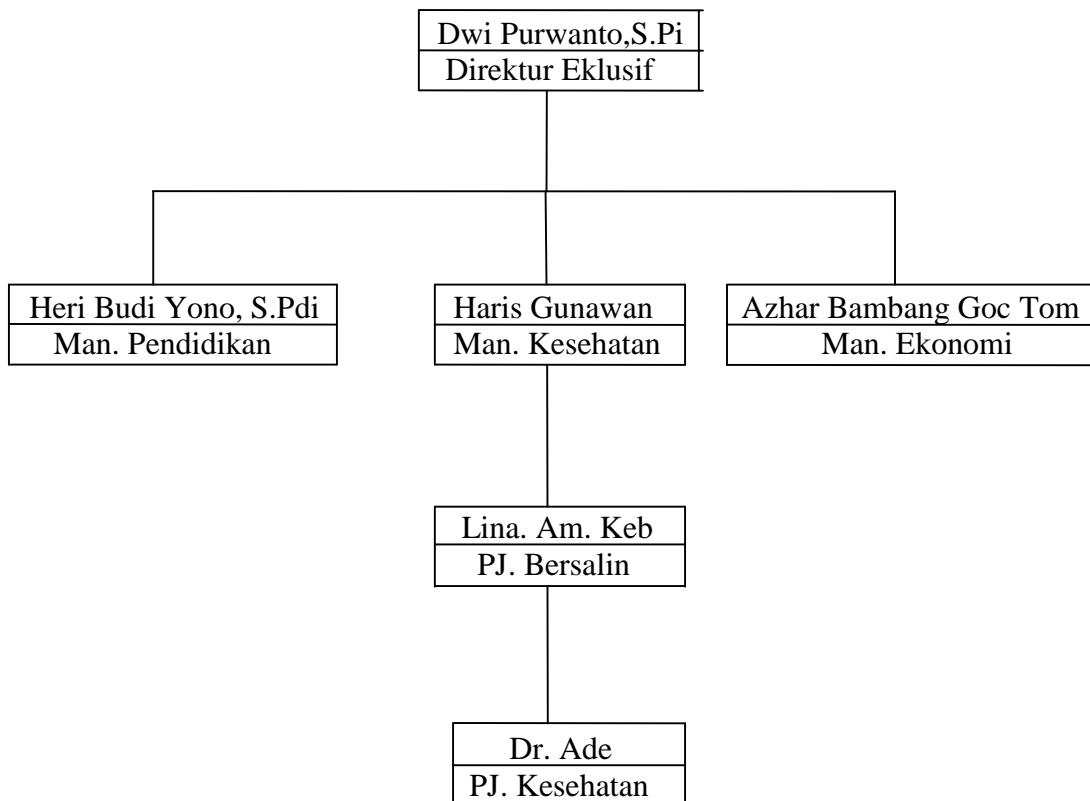 Dwi Purwanto,S.Pi
Direktur Eklusif
Heri Budi Yono, S.Pdi
Man. Pendidikan
Haris Gunawan
Man. Kesehatan
Azhar Bambang Goc Tom
Man. Ekonomi
Lina. Am. Keb
PJ. Bersalin
Dr. Ade
PJ. Kesehatan